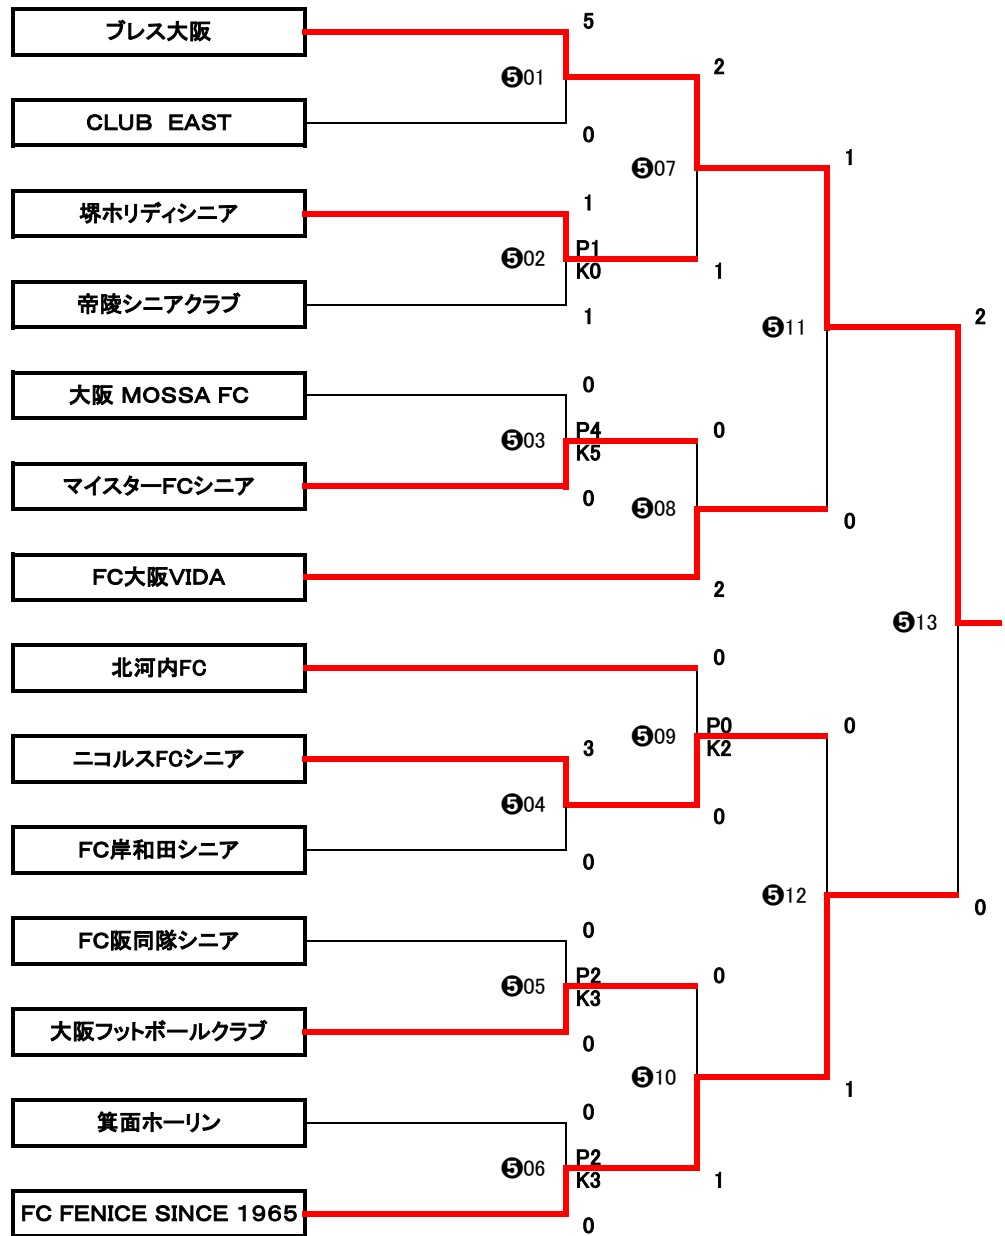 ブレス大阪
5
❺01
2
CLUB　EAST
0
1
❺07
堺ホリディシニア
1
❺02
P1
K0
1
帝陵シニアクラブ
1
❺11
2
大阪 MOSSA FC
0
❺03
P4
K5
0
マイスターFCシニア
0
❺08
0
FC大阪VIDA
2
❺13
北河内FC
0
❺09
P0
K2
0
ニコルスFCシニア
3
❺04
0
FC岸和田シニア
0
❺12
0
FC阪同隊シニア
0
❺05
P2
K3
0
大阪フットボールクラブ
0
❺10
1
箕面ホーリン
0
❺06
P2
K3
1
FC FENICE SINCE 1965
0